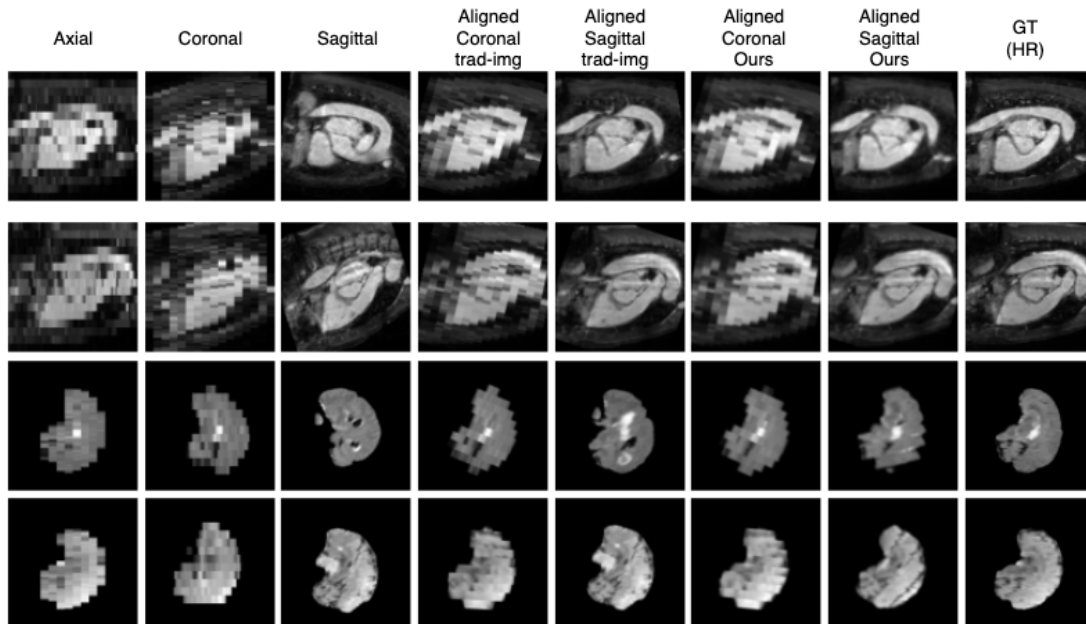 Axial
Coronal
Sagittal
Aligned
Coronal
trad-img
Aligned
Sagittal
trad-img
Aligned
Coronal
Ours
Aligned
Sagittal
Ours
GT
(HR)